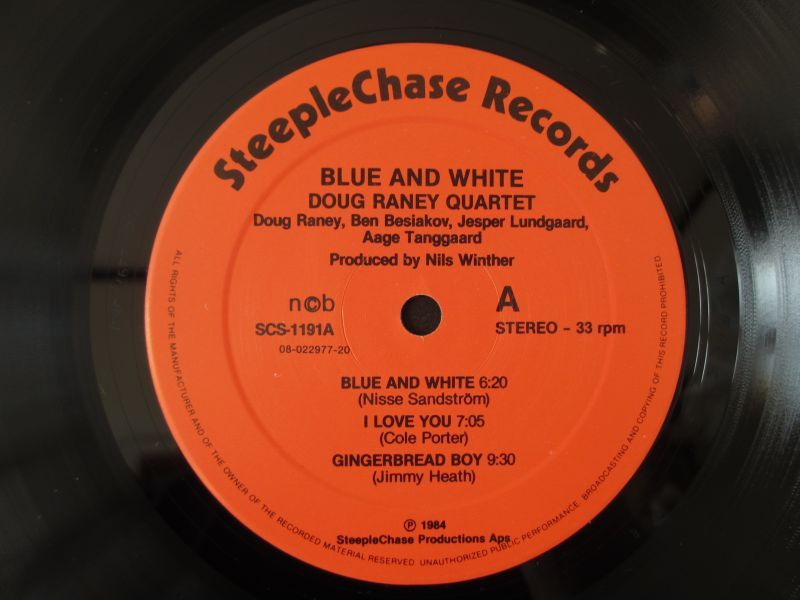 SteepleChase Records
BLUE AND WHITE
DOUG RANEY QUARTET
Doug Raney, Ben Besiakov, Jesper Lundgaard,
Aage Tanggaard
Produced by Nils Winther
n©b
A
SCS-1191A
STEREO - 33 rpm
08-022977-20
BLUE AND WHITE 6:20
(Nisse Sandström)
I LOVE YOU 7:05
(Cole Porter)
GINGERBREAD BOY 9:30
(Jimmy Heath)
℗ 1984
SteepleChase Productions Aps
ALL RIGHTS OF THE MANUFACTURER AND OF THE OWNER OF THE RECORDED MATERIAL RESERVED. UNAUTHORIZED PUBLIC PERFORMANCE, BROADCASTING AND COPYING OF THIS RECORD PROHIBITED.